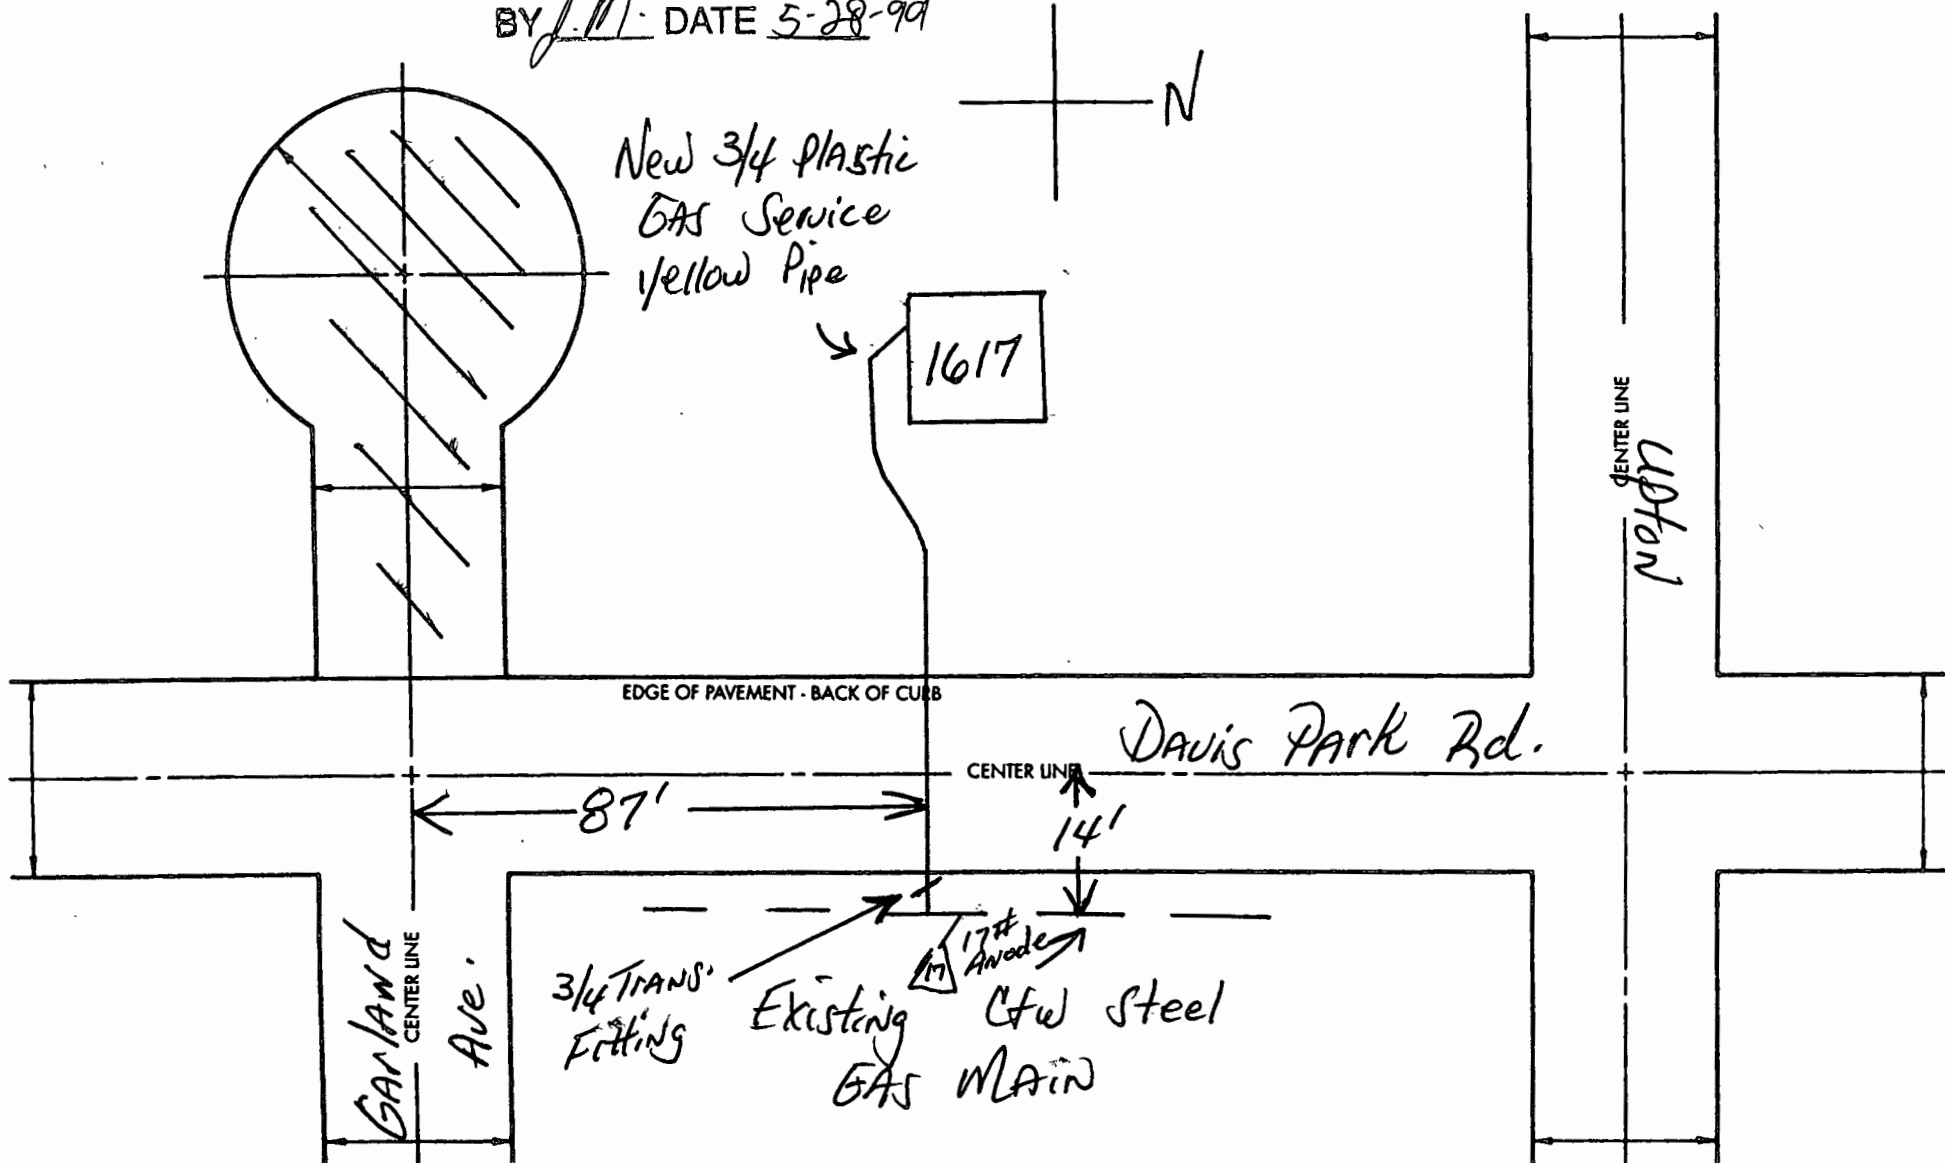 BY J.M. DATE 5-28-99
N
New 3/4 Plastic
GAS Service
Yellow Pipe
1617
CENTER LINE
Upton
EDGE OF PAVEMENT - BACK OF CURB
Davis Park Rd.
CENTER LINE
87'
14'
17#
Anode
17
3/4 Trans.
Fitting
Existing C&W Steel
GAS Main
Garland
CENTER LINE
Ave.